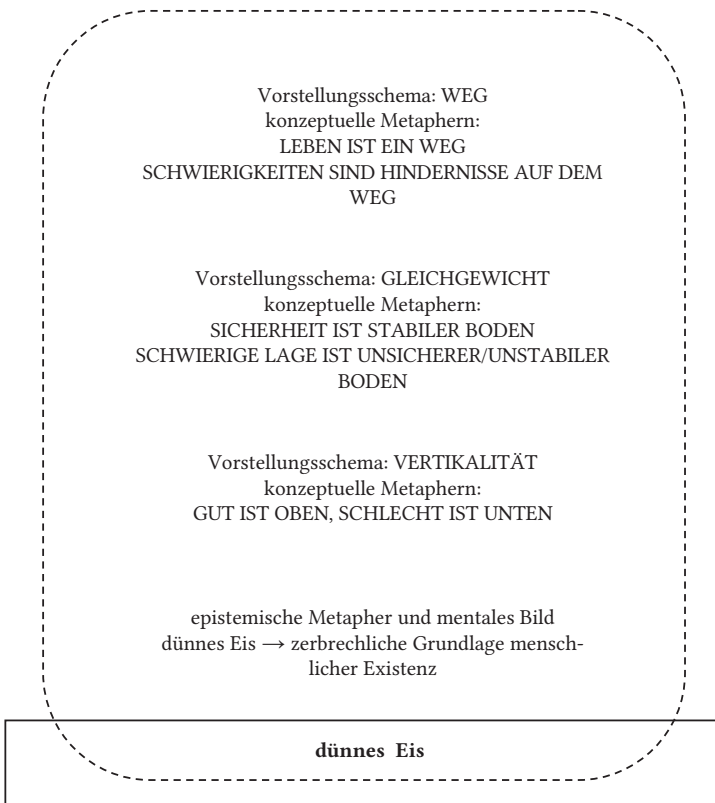 Vorstellungsschema: WEG
konzeptuelle Metaphern:
LEBEN IST EIN WEG
SCHWIERIGKEITEN SIND HINDERNISSE AUF DEM
WEG
Vorstellungsschema: GLEICHGEWICHT
konzeptuelle Metaphern:
SICHERHEIT IST STABILER BODEN
SCHWIERIGE LAGE IST UNSICHERER/UNSTABILER
BODEN
Vorstellungsschema: VERTIKALITÄT
konzeptuelle Metaphern:
GUT IST OBEN, SCHLECHT IST UNTEN
epistemische Metapher und mentales Bild
dünnes Eis → zerbrechliche Grundlage mensch-
licher Existenz
dünnes Eis